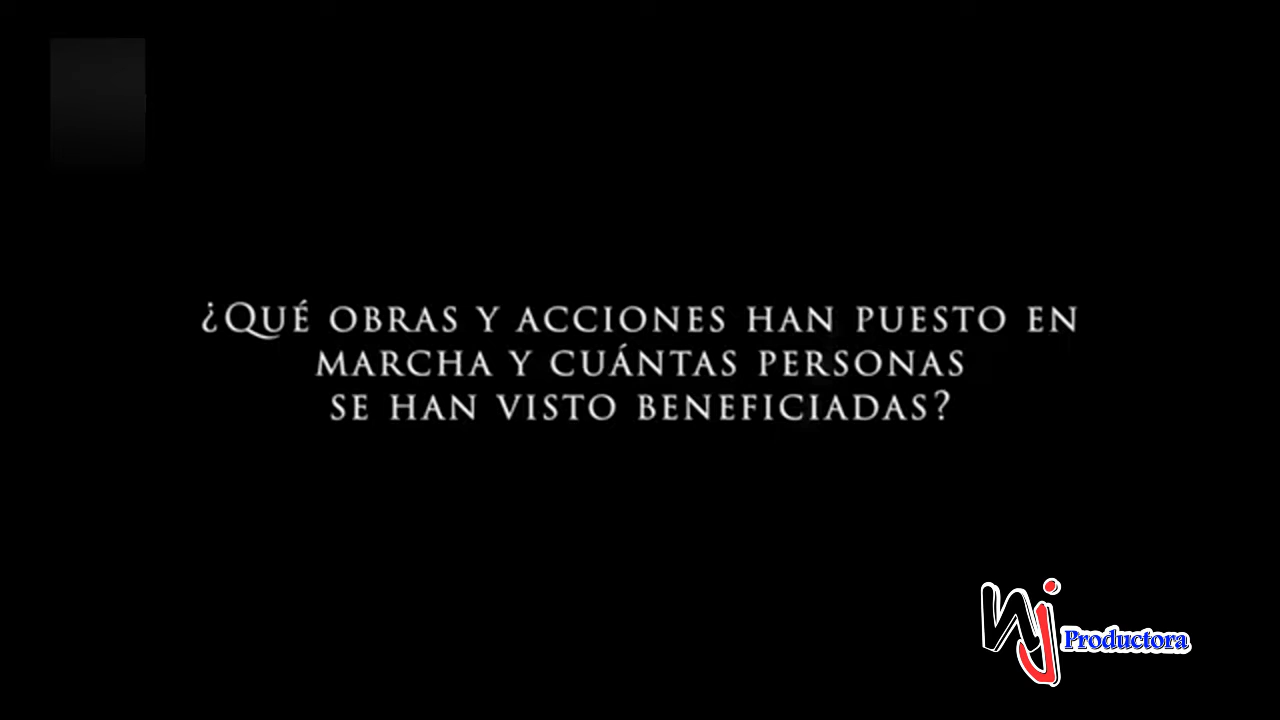 ¿Qué obras y acciones han puesto en
marcha y cuántas personas
se han visto beneficiadas?
nj Productora